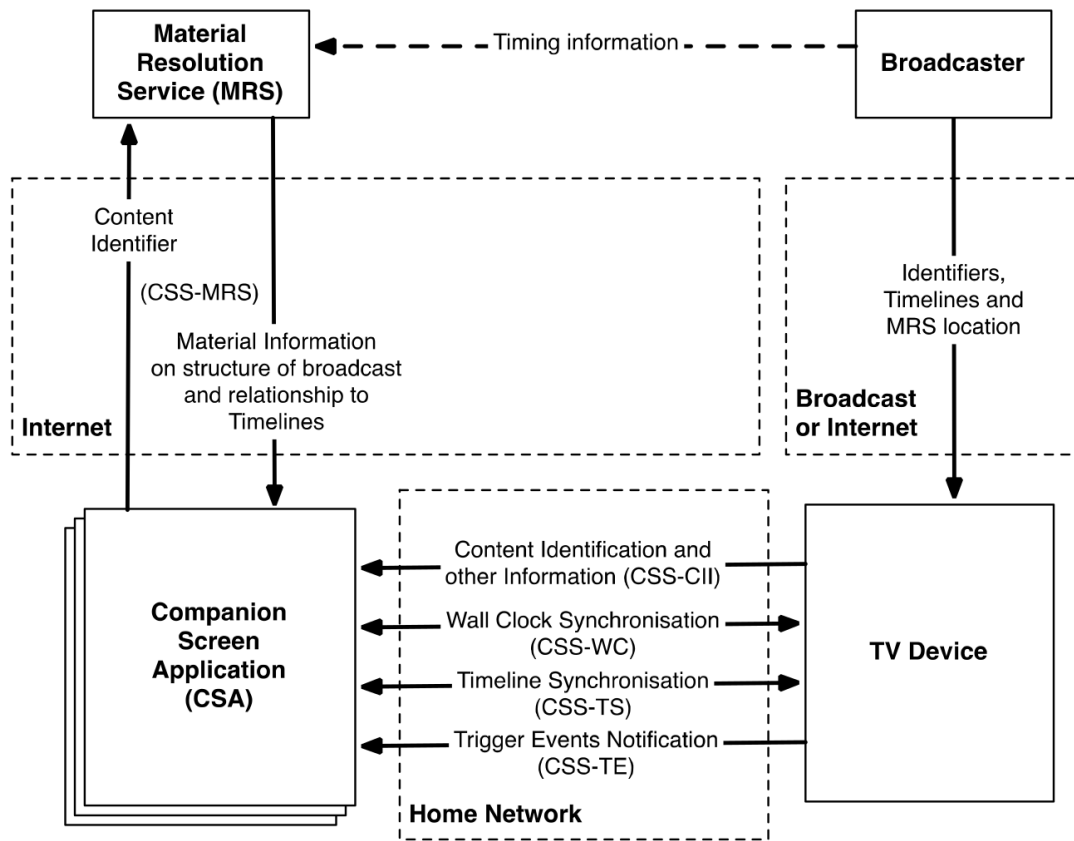 Material
Resolution
Service (MRS)
Timing information
Broadcaster
Content
Identifier
(CSS-MRS)
Material Information
on structure of broadcast
and relationship to
Timelines
Internet
Identifiers,
Timelines and
MRS location
Broadcast
or Internet
Companion
Screen
Application
(CSA)
Content Identification and
other Information (CSS-CII)
Wall Clock Synchronisation
(CSS-WC)
Timeline Synchronisation
(CSS-TS)
Trigger Events Notification
(CSS-TE)
Home Network
TV Device